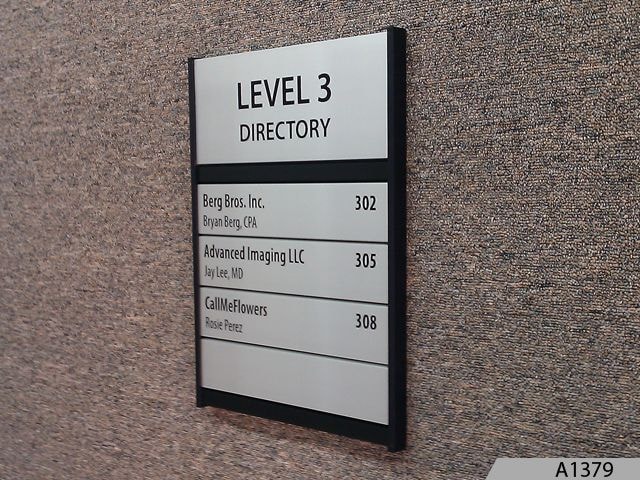 LEVEL 3
DIRECTORY
Berg Bros. Inc. 302
Bryan Berg, CPA
Advanced Imaging LLC 305
Jay Lee, MD
CallMeFlowers 308
Rosie Perez
A1379